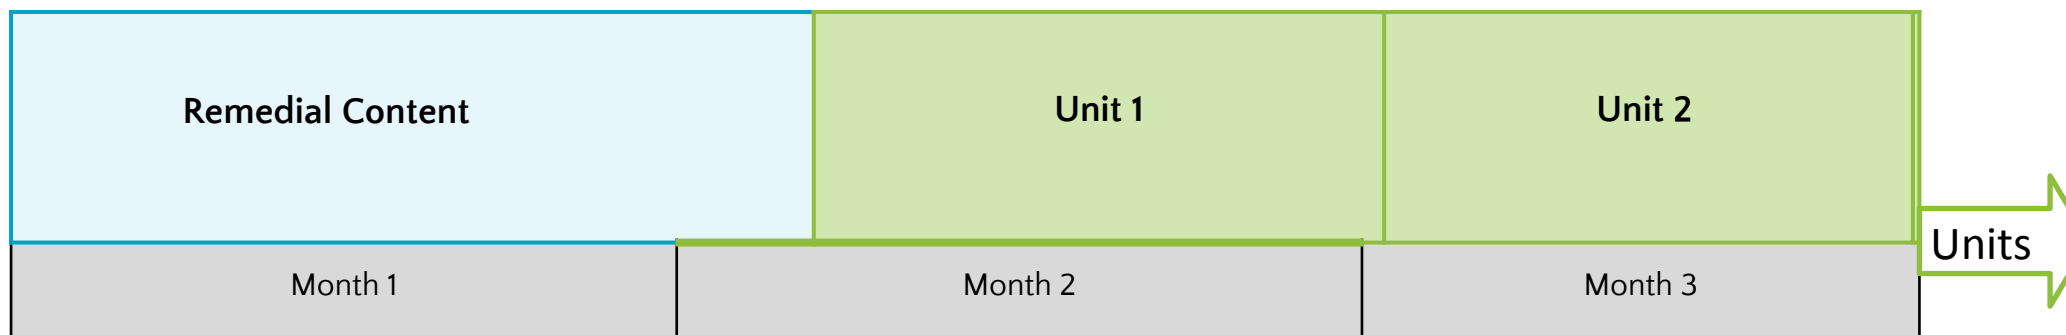 Remedial Content
Unit 1
Unit 2
Units
Month 1
Month 2
Month 3